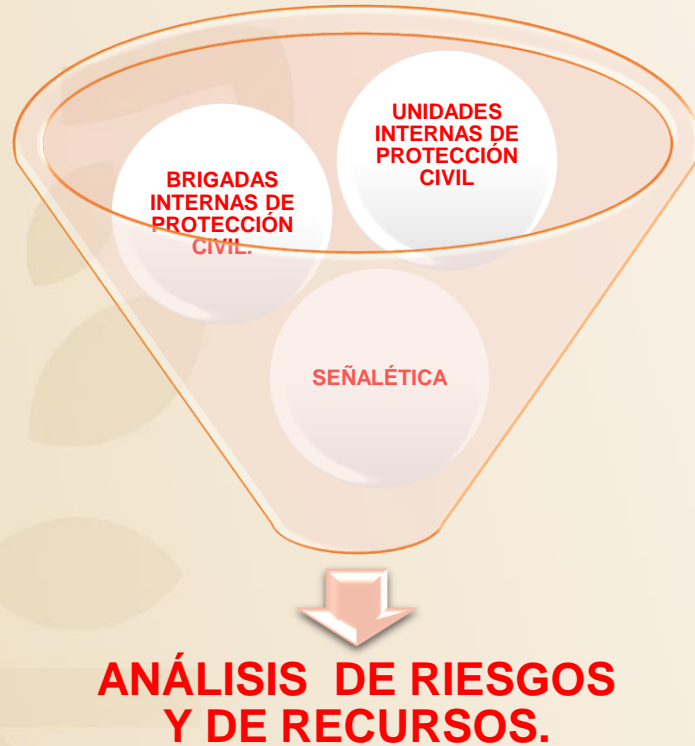 UNIDADES
INTERNAS DE
PROTECCIÓN
CIVIL
BRIGADAS
INTERNAS DE
PROTECCIÓN
CIVIL.
SEÑALÉTICA
ANÁLISIS DE RIESGOS
Y DE RECURSOS.